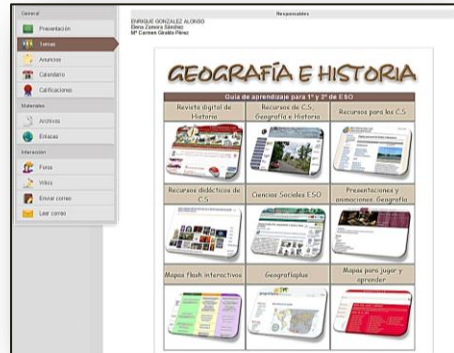 General
Presentación
Temas
Anuncios
Calendario
Calificaciones
Materiales
Archivos
Enlaces
Interacción
Foros
Wikis
Enviar correo
Leer correo
Responsables
ENRIQUE GONZALEZ ALONSO
Elena Zamora Sánchez
Mª Carmen Giraldo Pérez
GEOGRAFÍA E HISTORIA
Guía de aprendizaje para 1º y 2º de ESO
Revista digital de Historia
Recursos de C.S, Geografía e Historia
Recursos para las C.S
Recursos didácticos de C.S
Ciencias Sociales ESO
Presentaciones y animaciones. Geografía
Mapas flash interactivos
Geografíaplus
Mapas para jugar y aprender